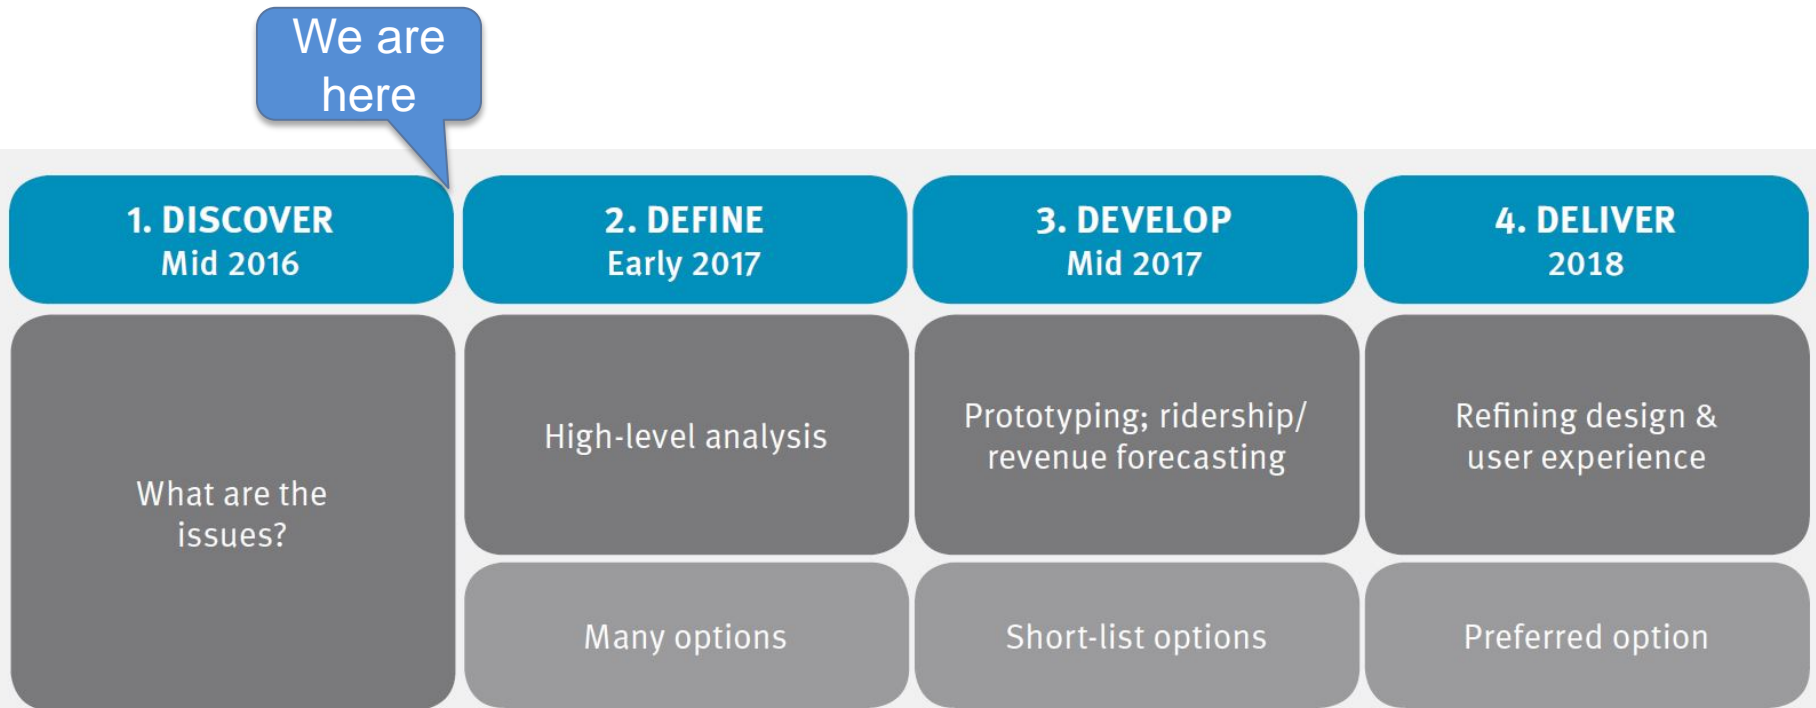 We are
here
1. DISCOVER
Mid 2016
2. DEFINE
Early 2017
3. DEVELOP
Mid 2017
4. DELIVER
2018
What are the
issues?
High-level analysis
Prototyping; ridership/
revenue forecasting
Refining design &
user experience
Many options
Short-list options
Preferred option